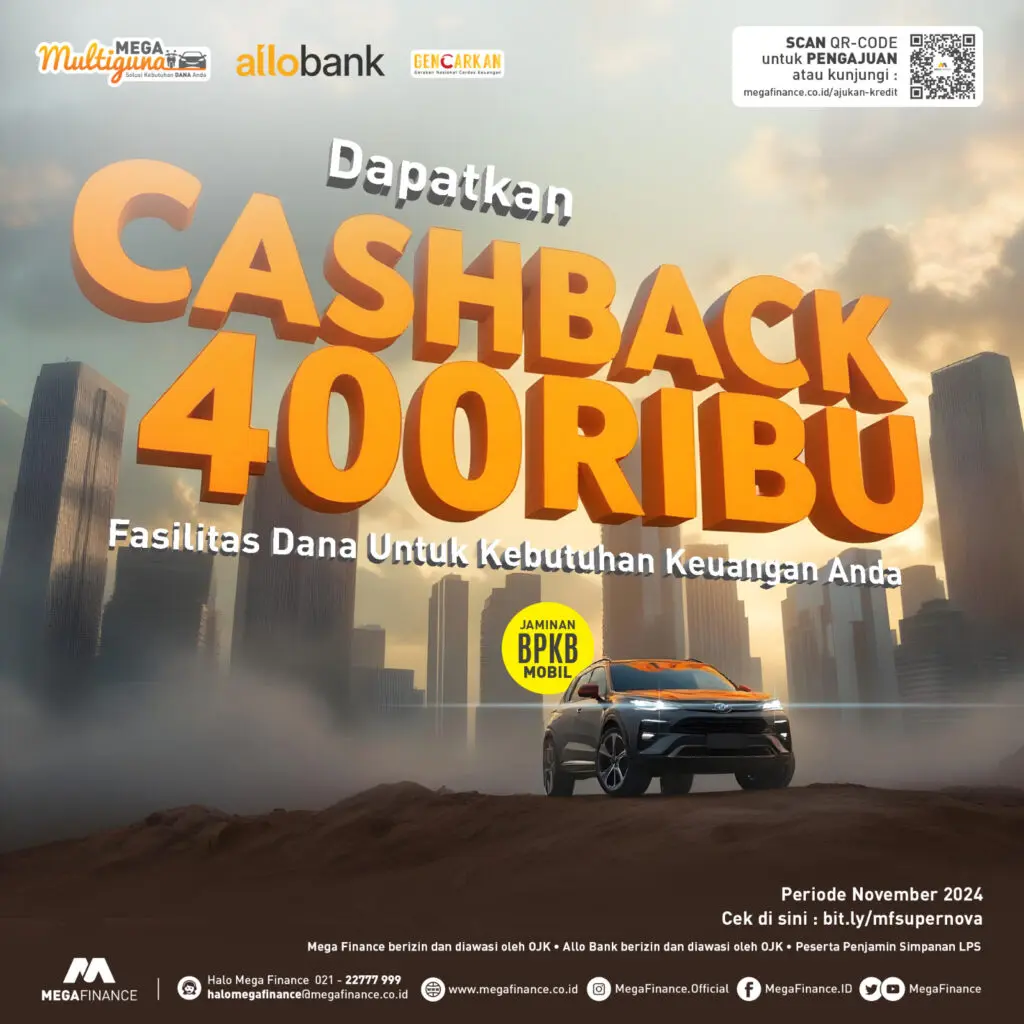 MEGA
Multiguna
Solusi Kebutuhan DANA Anda
allobank
GENCARKAN
Gerakan Nasional Cerdas Keuangan
SCAN QR-CODE
untuk PENGAJUAN
atau kunjungi :
megafinance.co.id/ajukan-kredit
Dapatkan
CASHBACK
400RIBU
Fasilitas Dana Untuk Kebutuhan Keuangan Anda
JAMINAN
BPKB
MOBIL
Periode November 2024
Cek di sini : bit.ly/mfsupernova
Mega Finance berizin dan diawasi oleh OJK • Allo Bank berizin dan diawasi oleh OJK • Peserta Penjamin Simpanan LPS
MEGAFINANCE
Halo Mega Finance 021 - 22777 999
halomegafinance@megafinance.co.id
www.megafinance.co.id
MegaFinance.Official
MegaFinance.ID
MegaFinance